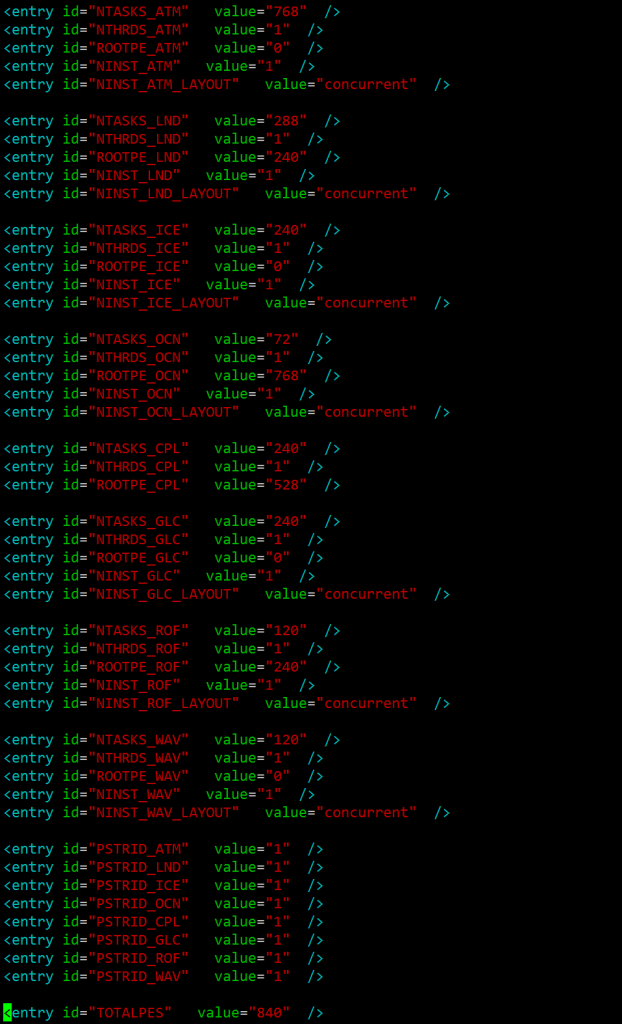 <entry id="NTASKS_ATM"   value="768"  />
<entry id="NTHRDS_ATM"   value="1"  />
<entry id="ROOTPE_ATM"   value="0"  />
<entry id="NINST_ATM"   value="1"  />
<entry id="NINST_ATM_LAYOUT"   value="concurrent"  />

<entry id="NTASKS_LND"   value="288"  />
<entry id="NTHRDS_LND"   value="1"  />
<entry id="ROOTPE_LND"   value="240"  />
<entry id="NINST_LND"   value="1"  />
<entry id="NINST_LND_LAYOUT"   value="concurrent"  />

<entry id="NTASKS_ICE"   value="240"  />
<entry id="NTHRDS_ICE"   value="1"  />
<entry id="ROOTPE_ICE"   value="0"  />
<entry id="NINST_ICE"   value="1"  />
<entry id="NINST_ICE_LAYOUT"   value="concurrent"  />

<entry id="NTASKS_OCN"   value="72"  />
<entry id="NTHRDS_OCN"   value="1"  />
<entry id="ROOTPE_OCN"   value="768"  />
<entry id="NINST_OCN"   value="1"  />
<entry id="NINST_OCN_LAYOUT"   value="concurrent"  />

<entry id="NTASKS_CPL"   value="240"  />
<entry id="NTHRDS_CPL"   value="1"  />
<entry id="ROOTPE_CPL"   value="528"  />

<entry id="NTASKS_GLC"   value="240"  />
<entry id="NTHRDS_GLC"   value="1"  />
<entry id="ROOTPE_GLC"   value="0"  />
<entry id="NINST_GLC"   value="1"  />
<entry id="NINST_GLC_LAYOUT"   value="concurrent"  />

<entry id="NTASKS_ROF"   value="120"  />
<entry id="NTHRDS_ROF"   value="1"  />
<entry id="ROOTPE_ROF"   value="240"  />
<entry id="NINST_ROF"   value="1"  />
<entry id="NINST_ROF_LAYOUT"   value="concurrent"  />

<entry id="NTASKS_WAV"   value="120"  />
<entry id="NTHRDS_WAV"   value="1"  />
<entry id="ROOTPE_WAV"   value="0"  />
<entry id="NINST_WAV"   value="1"  />
<entry id="NINST_WAV_LAYOUT"   value="concurrent"  />

<entry id="PSTRID_ATM"   value="1"  />
<entry id="PSTRID_LND"   value="1"  />
<entry id="PSTRID_ICE"   value="1"  />
<entry id="PSTRID_OCN"   value="1"  />
<entry id="PSTRID_CPL"   value="1"  />
<entry id="PSTRID_GLC"   value="1"  />
<entry id="PSTRID_ROF"   value="1"  />
<entry id="PSTRID_WAV"   value="1"  />

<entry id="TOTALPES"   value="840"  />